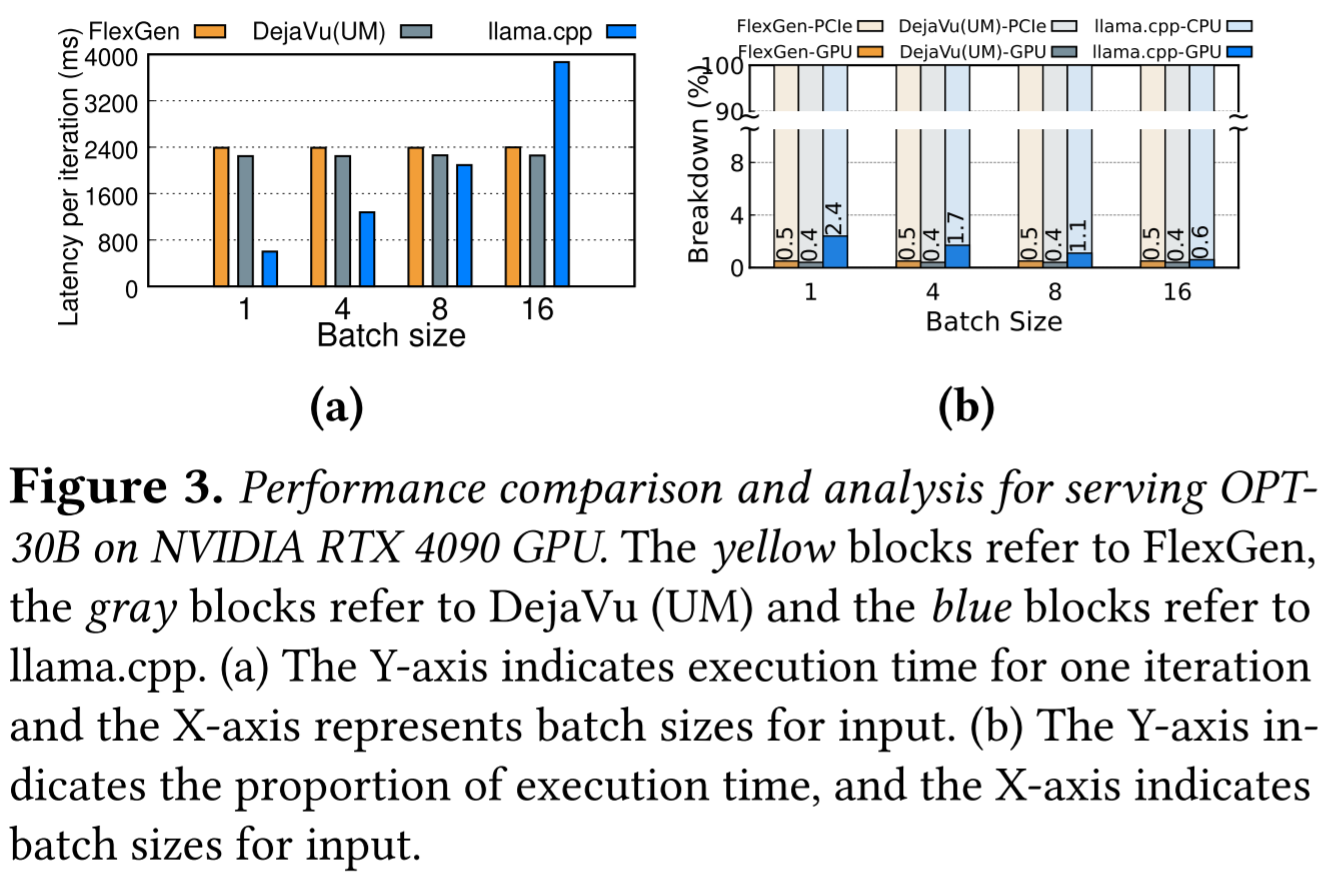 FlexGen DejaVu(UM) llama.cpp
Latency per iteration (ms)
4000
3200
2400
1600
800
0
1 4 8 16
Batch size
(a)
FlexGen-PCIe DejaVu(UM)-PCIe llama.cpp-CPU
FlexGen-GPU DejaVu(UM)-GPU llama.cpp-GPU
Breakdown (%)
100
90
8
4
0
0.5 0.4 2.4 0.5 0.4 1.7 0.5 0.4 1.1 0.5 0.4 0.6
1 4 8 16
Batch Size
(b)
Figure 3. Performance comparison and analysis for serving OPT-
30B on NVIDIA RTX 4090 GPU. The yellow blocks refer to FlexGen,
the gray blocks refer to DejaVu (UM) and the blue blocks refer to
llama.cpp. (a) The Y-axis indicates execution time for one iteration
and the X-axis represents batch sizes for input. (b) The Y-axis in-
dicates the proportion of execution time, and the X-axis indicates
batch sizes for input.